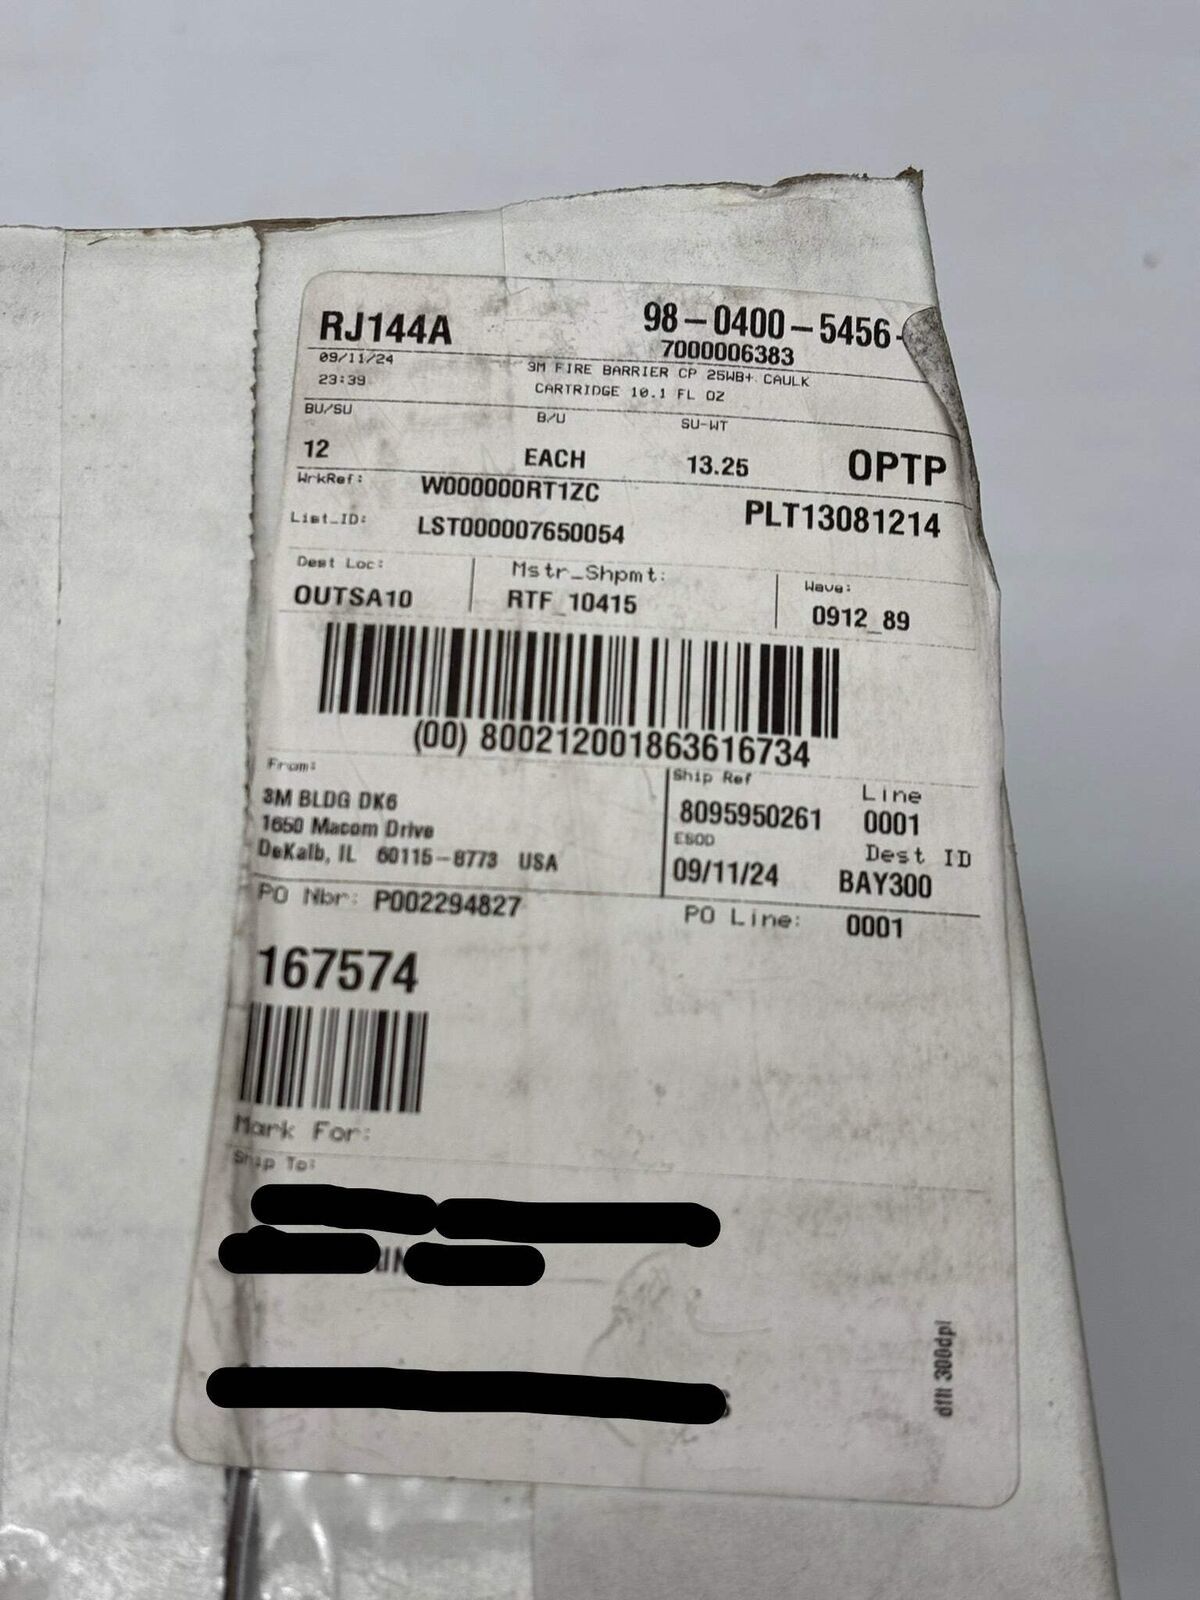 RJ144A 98-0400-5456-
7000006383
09/11/24 3M FIRE BARRIER CP 25WB+ CAULK
23:39 CARTRIDGE 10.1 FL OZ
BU/SU B/U SU-WT
12 EACH 13.25 OPTP
WrkRef: W000000RT1ZC PLT13081214
List_ID: LST000007650054
Dest Loc: Mstr_Shpmt: Wave:
OUTSA10 RTF_10415 0912_89
(00) 800212001863616734
From: Ship Ref Line
3M BLDG DK6 8095950261 0001
1650 Macom Drive ESOD Dest ID
DeKalb, IL 60115-8773 USA 09/11/24 BAY300
PO Nbr: P002294827 PO Line: 0001
167574
Mark For:
Ship To:
dflt 300dpi